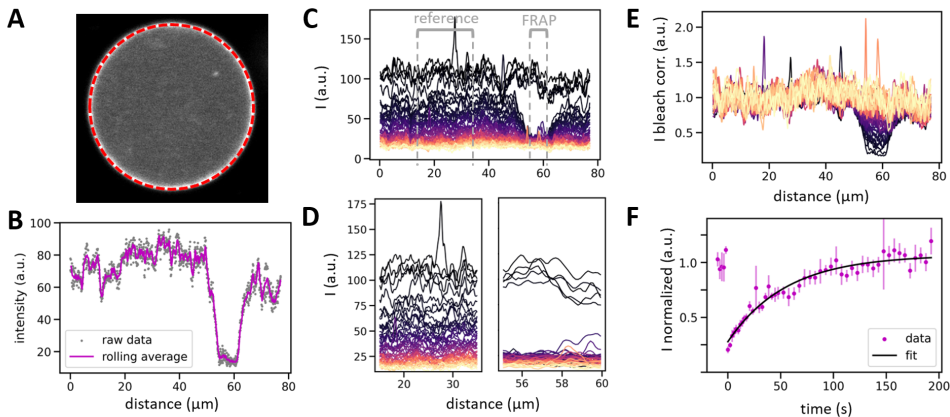 A
B
intensity (a.u.)
100
80
60
40
20
raw data
rolling average
0
20
40
60
80
distance (µm)
C
reference
FRAP
I (a.u.)
150
100
50
0
0
20
40
60
80
D
I (a.u.)
175
150
125
100
75
50
25
20
30
56
58
60
distance (µm)
E
I bleach corr. (a.u.)
2.0
1.5
1.0
0.5
0
20
40
60
80
distance (µm)
F
I normalized (a.u.)
1.0
0.5
data
fit
0
50
100
150
200
time (s)